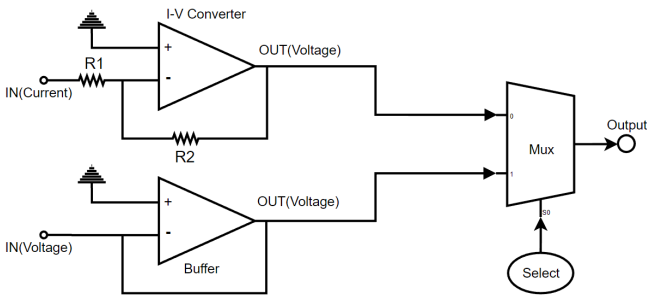 I-V Converter
+
OUT(Voltage)
R1
-
IN(Current)
0
R2
Output
Mux
1
+
OUT(Voltage)
S0
-
IN(Voltage)
Buffer
Select